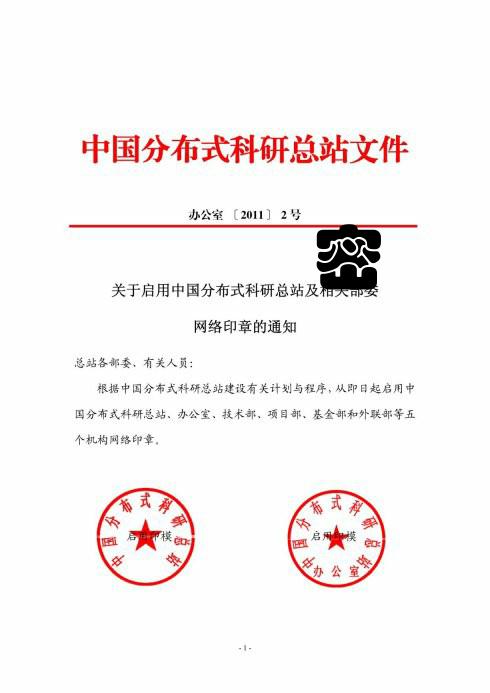 中国分布式科研总站文件
办公室 〔2011〕 2号
密
关于启用中国分布式科研总站及相关部委
网络印章的通知
总站各部委、有关人员：
根据中国分布式科研总站建设有关计划与程序，从即日起启用中
国分布式科研总站、办公室、技术部、项目部、基金部和外联部等五
个机构网络印章。
中国分布式科研总站
启用印模
中国分布式科研总站
启用印模
办公室
- 1 -